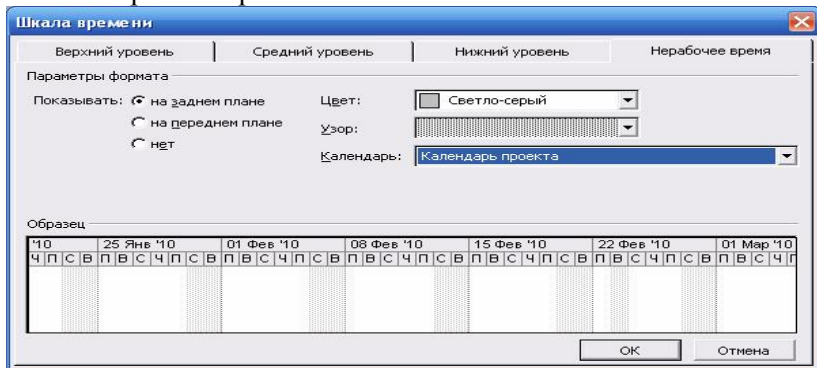 Шкала времени
Верхний уровень Средний уровень Нижний уровень Нерабочее время
Параметры формата
Показывать: на заднем плане Цвет: Светло-серый
на переднем плане Узор:
нет Календарь: Календарь проекта
Образец
'10 25 Янв '10 01 Фев '10 08 Фев '10 15 Фев '10 22 Фев '10 01 Мар '10
Ч П С В П В С Ч П С В П В С Ч П С В П В С Ч П С В П В С Ч П С В П В С Ч П С В П В С Ч П
ОК Отмена